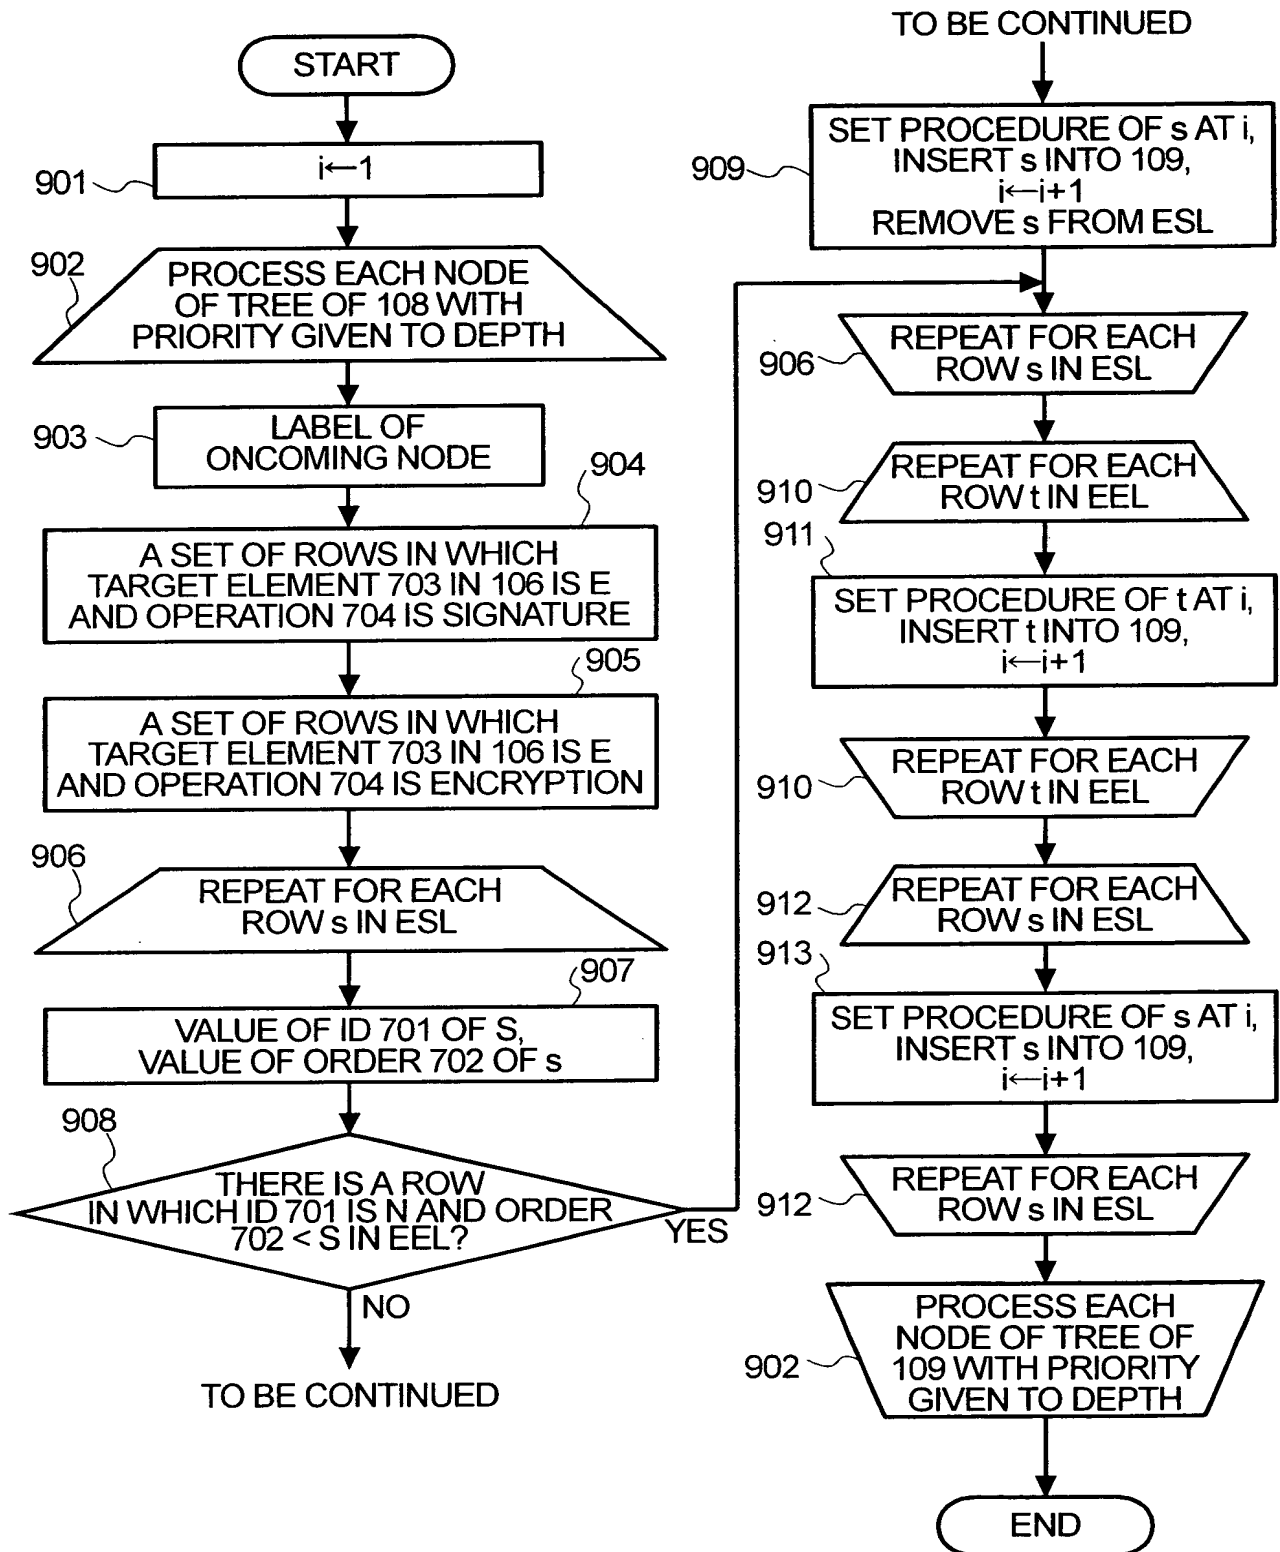 START
901
i←1
902
PROCESS EACH NODE
OF TREE OF 108 WITH
PRIORITY GIVEN TO DEPTH
903
LABEL OF
ONCOMING NODE
904
A SET OF ROWS IN WHICH
TARGET ELEMENT 703 IN 106 IS E
AND OPERATION 704 IS SIGNATURE
905
A SET OF ROWS IN WHICH
TARGET ELEMENT 703 IN 106 IS E
AND OPERATION 704 IS ENCRYPTION
906
REPEAT FOR EACH
ROW s IN ESL
907
VALUE OF ID 701 OF S,
VALUE OF ORDER 702 OF s
908
THERE IS A ROW
IN WHICH ID 701 IS N AND ORDER
702 < S IN EEL?
YES
NO
TO BE CONTINUED
TO BE CONTINUED
909
SET PROCEDURE OF s AT i,
INSERT s INTO 109,
i←i+1
REMOVE s FROM ESL
906
REPEAT FOR EACH
ROW s IN ESL
910
REPEAT FOR EACH
ROW t IN EEL
911
SET PROCEDURE OF t AT i,
INSERT t INTO 109,
i←i+1
910
REPEAT FOR EACH
ROW t IN EEL
912
REPEAT FOR EACH
ROW s IN ESL
913
SET PROCEDURE OF s AT i,
INSERT s INTO 109,
i←i+1
912
REPEAT FOR EACH
ROW s IN ESL
902
PROCESS EACH
NODE OF TREE OF
109 WITH PRIORITY
GIVEN TO DEPTH
END